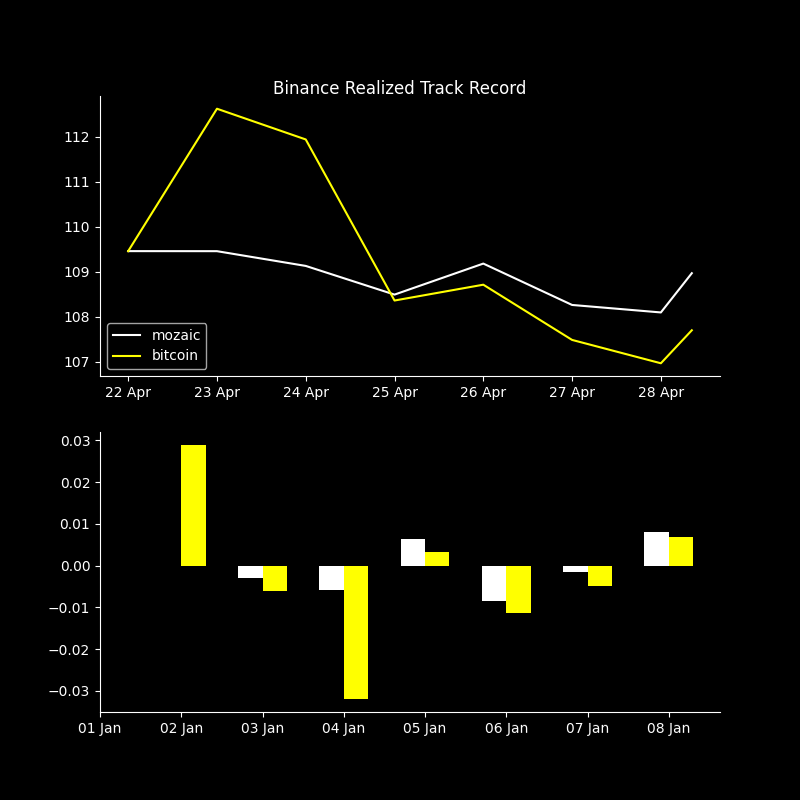 Binance Realized Track Record
112
111
110
109
108
107
mozaic
bitcoin
22 Apr 23 Apr 24 Apr 25 Apr 26 Apr 27 Apr 28 Apr
0.03
0.02
0.01
0.00
−0.01
−0.02
−0.03
01 Jan 02 Jan 03 Jan 04 Jan 05 Jan 06 Jan 07 Jan 08 Jan